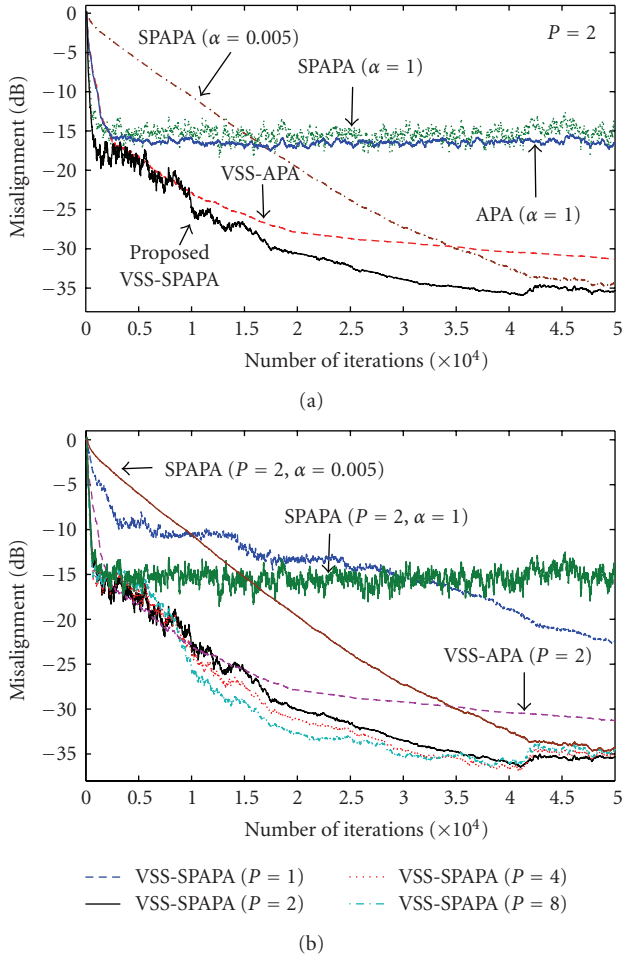 0
−5
−10
−15
−20
−25
−30
−35
Misalignment (dB)
SPAPA (α = 0.005)
P = 2
SPAPA (α = 1)
VSS-APA
APA (α = 1)
Proposed
VSS-SPAPA
0 0.5 1 1.5 2 2.5 3 3.5 4 4.5 5
Number of iterations (×10⁴)
(a)
0
−5
−10
−15
−20
−25
−30
−35
Misalignment (dB)
SPAPA (P = 2, α = 0.005)
SPAPA (P = 2, α = 1)
VSS-APA (P = 2)
0 0.5 1 1.5 2 2.5 3 3.5 4 4.5 5
Number of iterations (×10⁴)
VSS-SPAPA (P = 1) VSS-SPAPA (P = 4)
VSS-SPAPA (P = 2) VSS-SPAPA (P = 8)
(b)